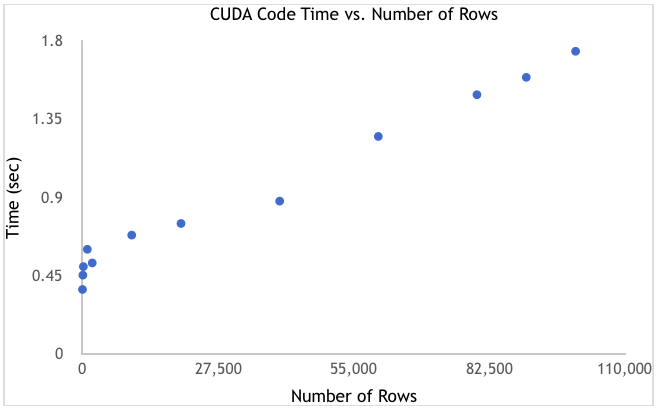 CUDA Code Time vs. Number of Rows
1.8
1.35
0.9
0.45
0
Time (sec)
0 27,500 55,000 82,500 110,000
Number of Rows